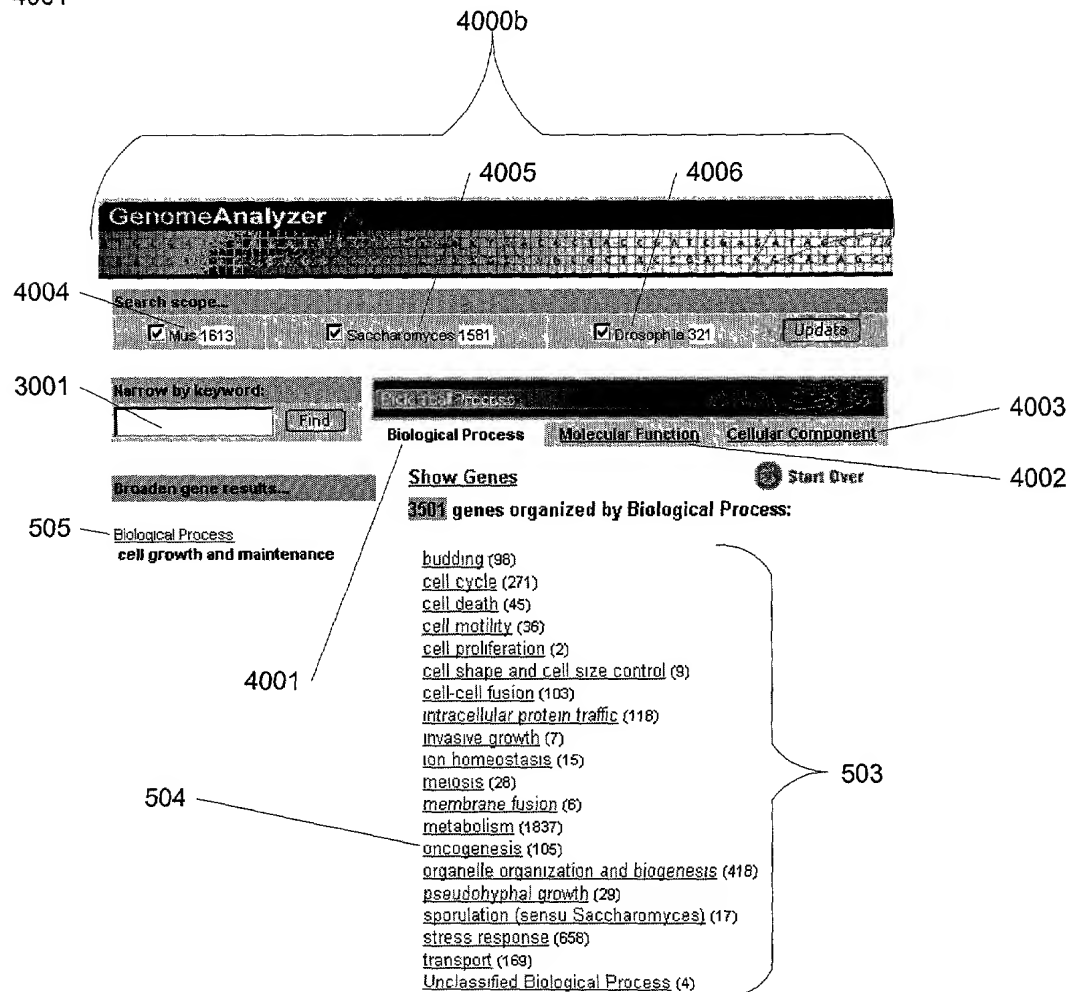 4001
4000b
4005
4006
GenomeAnalyzer
4004
Search scope...
Mus 1613
Saccharomyces 1581
Drosophila 321
Update
3001
Narrow by keyword:
Find
Biological Process
4003
Biological Process
Molecular Function
Cellular Component
4002
Broaden gene results...
Show Genes
Start Over
505
Biological Process
cell growth and maintenance
3501 genes organized by Biological Process:
budding (98)
cell cycle (271)
cell death (45)
cell motility (36)
cell proliferation (2)
4001
cell shape and cell size control (9)
cell-cell fusion (103)
intracellular protein traffic (118)
invasive growth (7)
ion homeostasis (15)
503
meiosis (28)
504
membrane fusion (6)
metabolism (1837)
oncogenesis (105)
organelle organization and biogenesis (418)
pseudohyphal growth (29)
sporulation (sensu Saccharomyces) (17)
stress response (658)
transport (169)
Unclassified Biological Process (4)